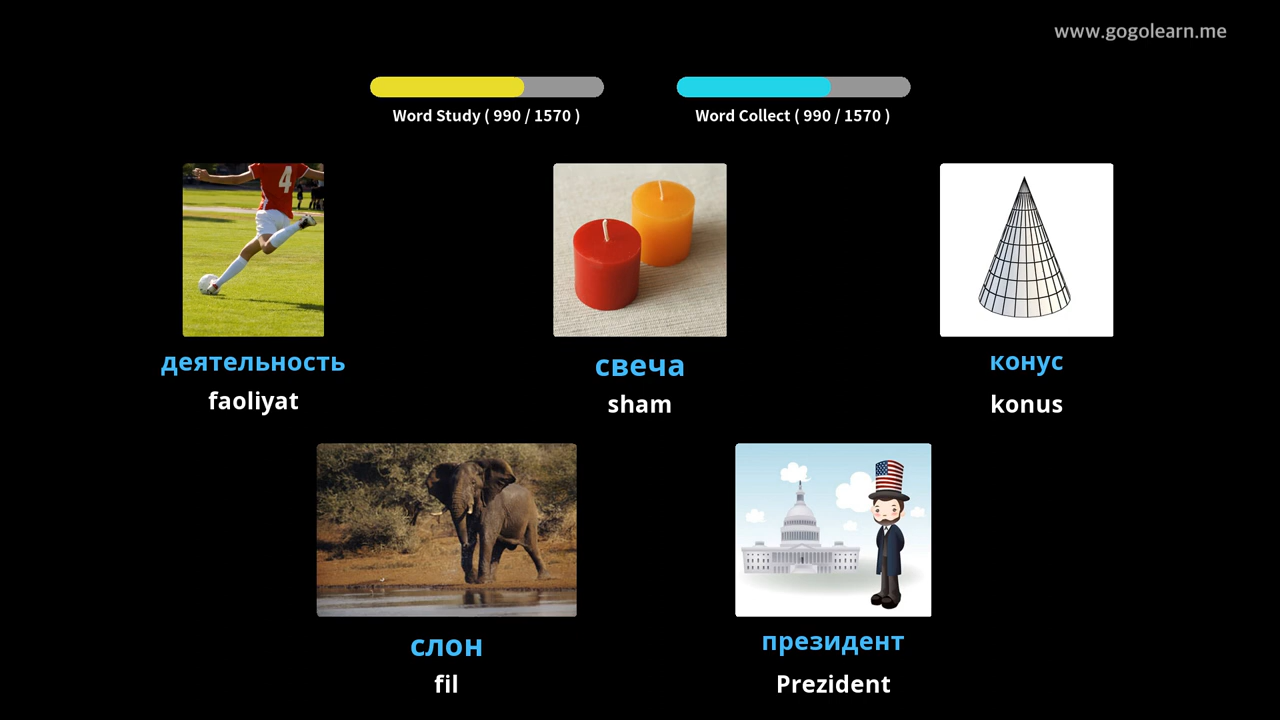 www.gogolearn.me
Word Study ( 990 / 1570 )
Word Collect ( 990 / 1570 )
4
деятельность
faoliyat
свеча
sham
конус
konus
слон
fil
президент
Prezident